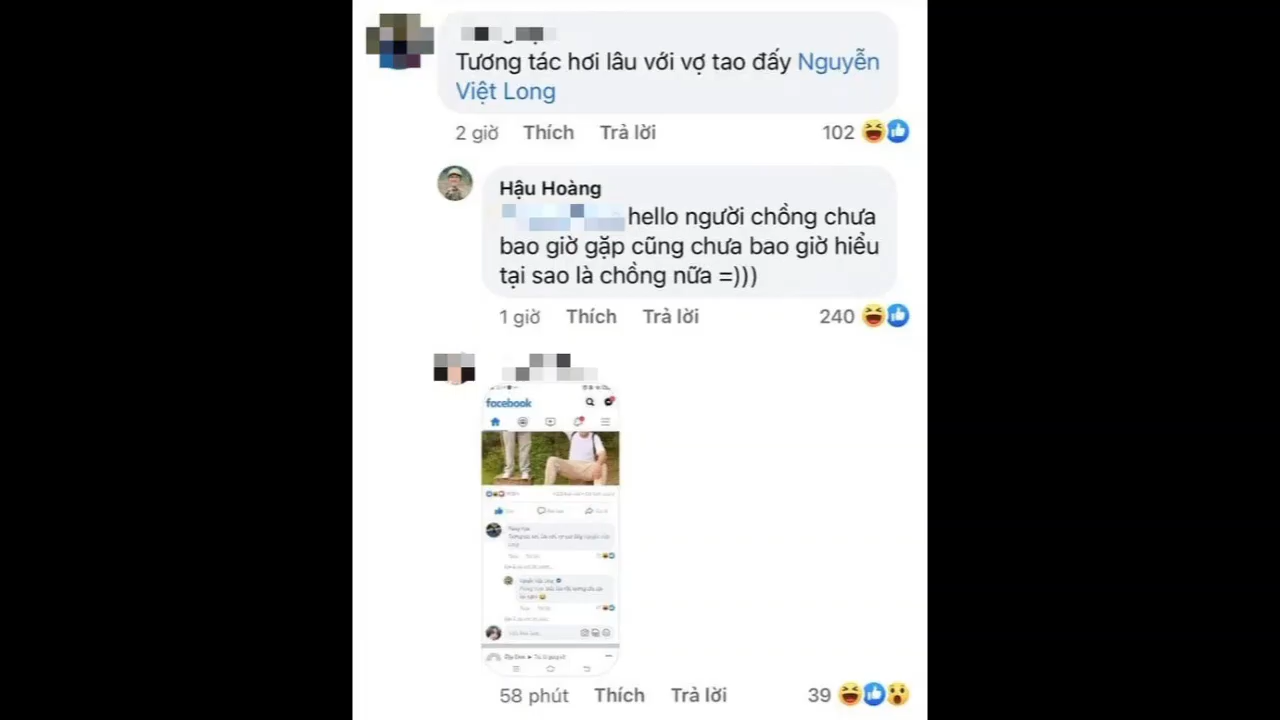 Tương tác hơi lâu với vợ tao đấy Nguyễn
Việt Long
2 giờ Thích Trả lời 102
Hậu Hoàng
hello người chồng chưa
bao giờ gặp cũng chưa bao giờ hiểu
tại sao là chồng nữa =)))
1 giờ Thích Trả lời 240
facebook
58 phút Thích Trả lời 39